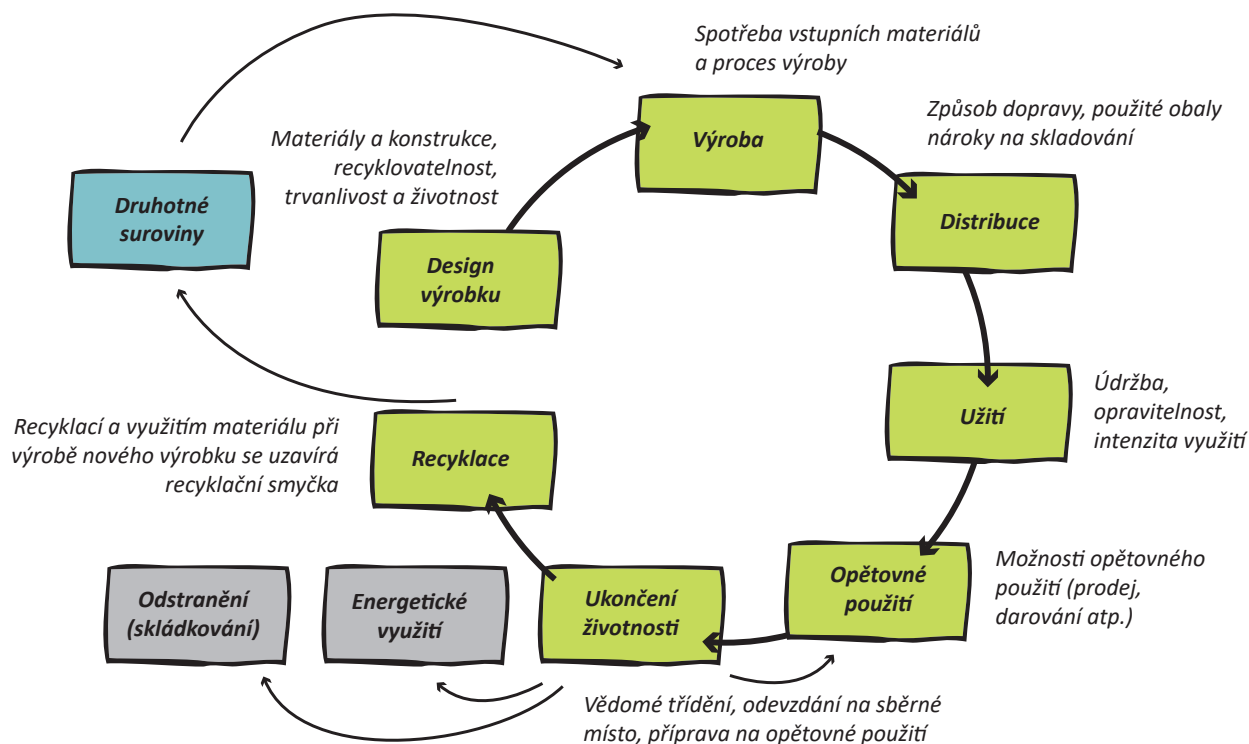 Spotřeba vstupních materiálů
a proces výroby
Výroba
Způsob dopravy, použité obaly
nároky na skladování
Distribuce
Materiály a konstrukce,
recyklovatelnost,
trvanlivost a životnost
Design
výrobku
Druhotné
suroviny
Užití
Údržba,
opravitelnost,
intenzita využití
Recyklací a využitím materiálu při
výrobě nového výrobku se uzavírá
recyklační smyčka
Recyklace
Opětovné
použití
Možnosti opětovného
použití (prodej,
darování atp.)
Odstranění
(skládkování)
Energetické
využití
Ukončení
životnosti
Vědomé třídění, odevzdání na sběrné
místo, příprava na opětovné použití